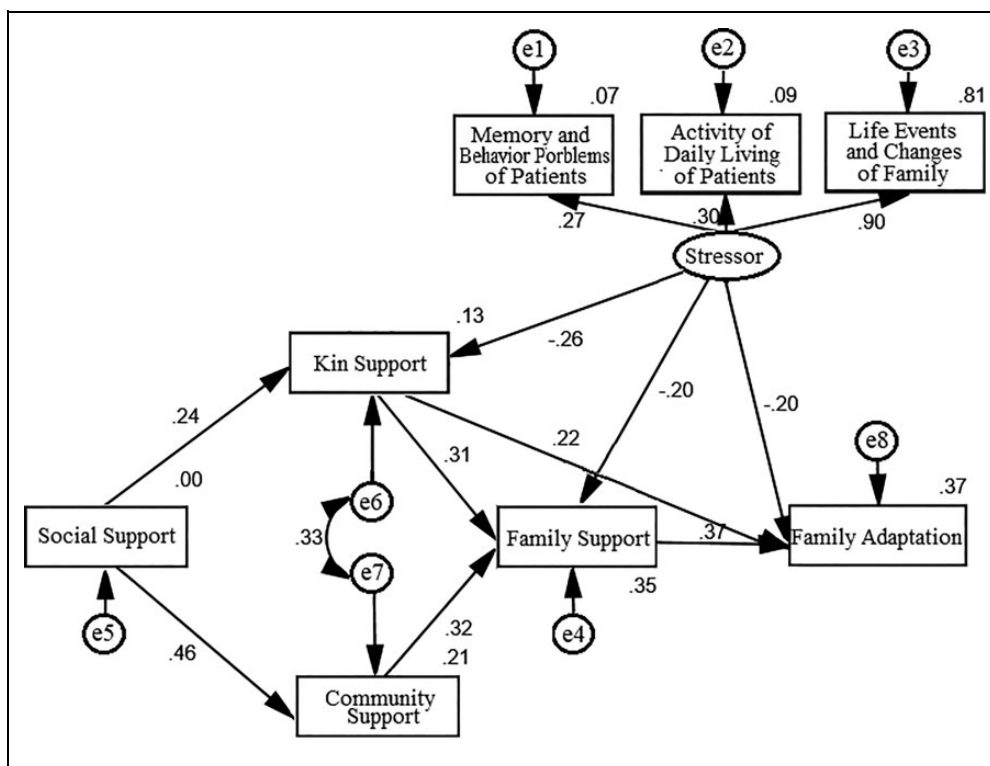 e1
e2
e3
.07
.09
.81
Memory and
Behavior Porblems
of Patients
Activity of
Daily Living
of Patients
Life Events
and Changes
of Family
.27
.30
.90
Stressor
.13
-.26
Kin Support
-.20
-.20
.24
.31
.22
e8
.00
e6
.37
Social Support
.33
Family Support
.37
Family Adaptation
e7
.35
e5
.46
.32
e4
.21
Community
Support